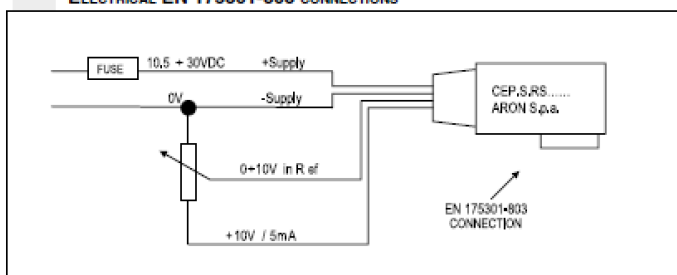 ELECTRICAL EN 175301-803 CONNECTIONS
FUSE
10.5 ÷ 30VDC
+Supply
0V
-Supply
CEP.S.RS......
ARON S.p.a.
0÷10V in R ef
EN 175301-803
CONNECTION
+10V / 5mA